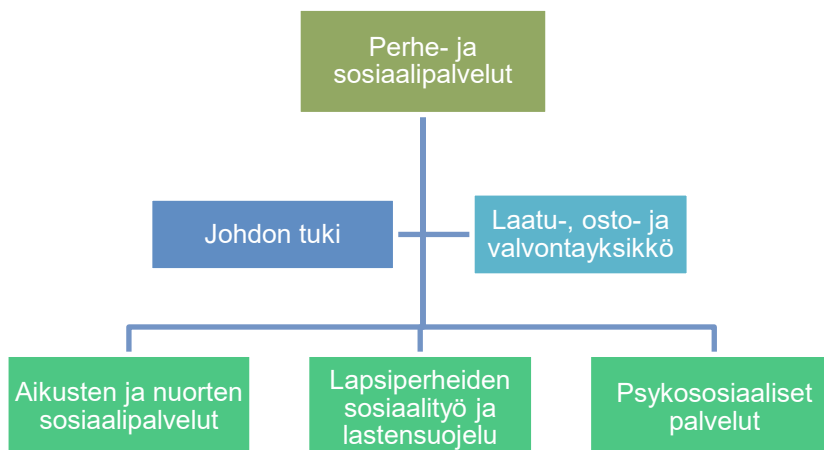 Perhe- ja
sosiaalipalvelut
Johdon tuki
Laatu-, osto- ja
valvontayksikkö
Aikusten ja nuorten
sosiaalipalvelut
Lapsiperheiden
sosiaalityö ja
lastensuojelu
Psykososiaaliset
palvelut